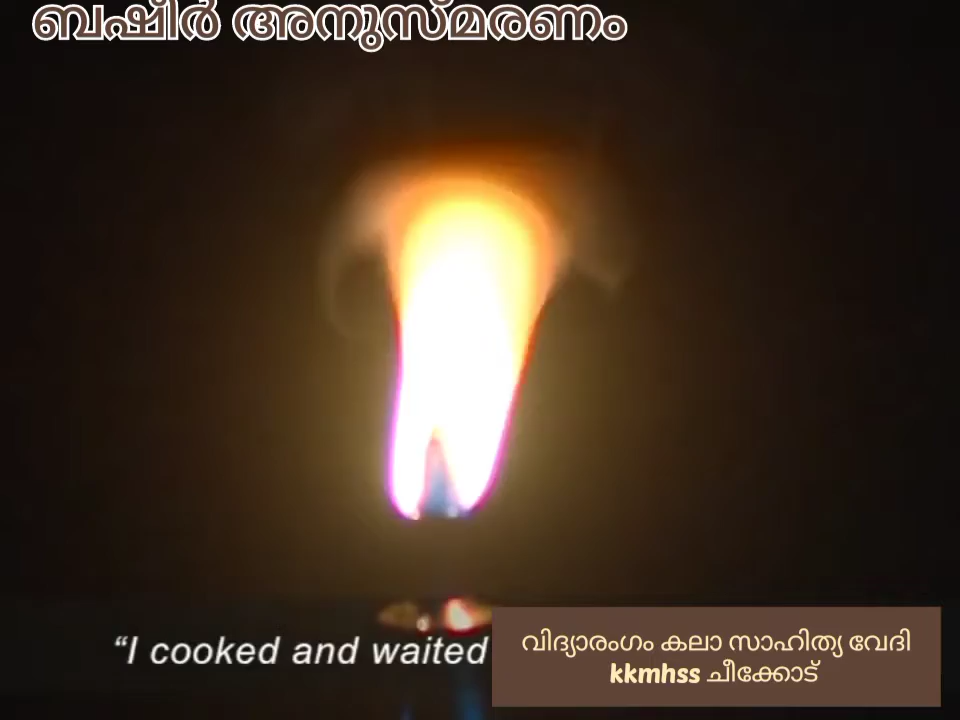 ബഷീർ അനുസ്മരണം
“I cooked and waited
വിദ്യാരംഗം കലാ സാഹിത്യ വേദി
kkmhss ചീക്കോട്